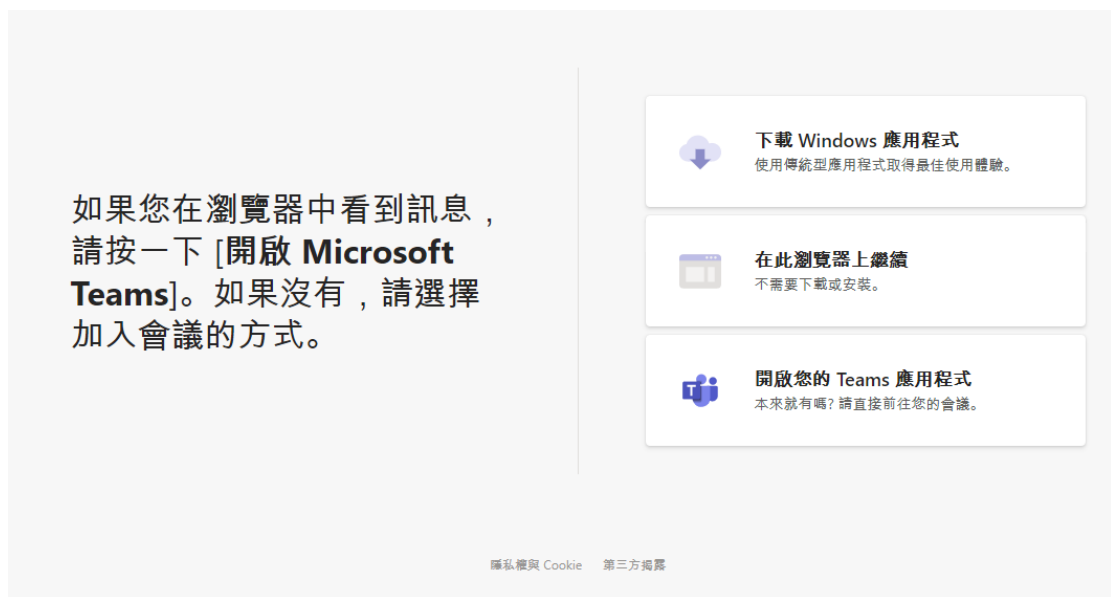 如果您在瀏覽器中看到訊息，
請按一下 [開啟 Microsoft
Teams]。如果沒有，請選擇
加入會議的方式。
下載 Windows 應用程式
使用傳統型應用程式取得最佳使用體驗。
在此瀏覽器上繼續
不需要下載或安裝。
開啟您的 Teams 應用程式
本來就有嗎? 請直接前往您的會議。
隱私權與 Cookie 第三方揭露